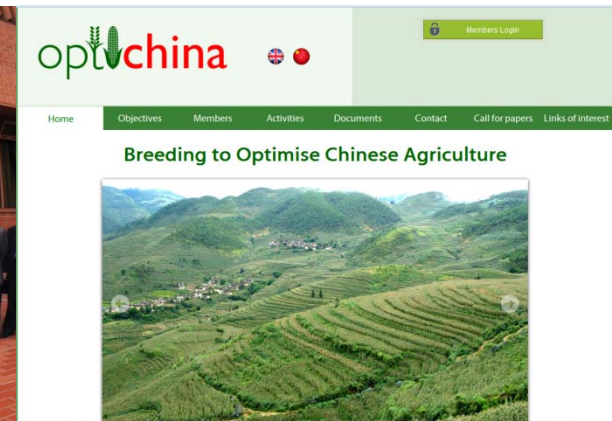 optichina
Members Login
Home Objectives Members Activities Documents Contact Call for papers Links of interest
Breeding to Optimise Chinese Agriculture